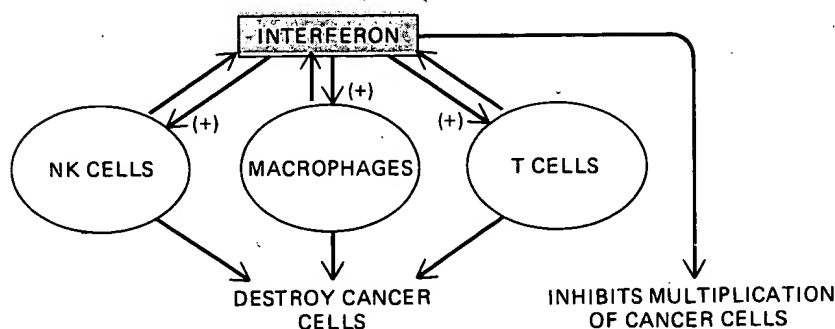 INTERFERON
(+)
(+)
(+)
NK CELLS
MACROPHAGES
T CELLS
DESTROY CANCER
CELLS
INHIBITS MULTIPLICATION
OF CANCER CELLS